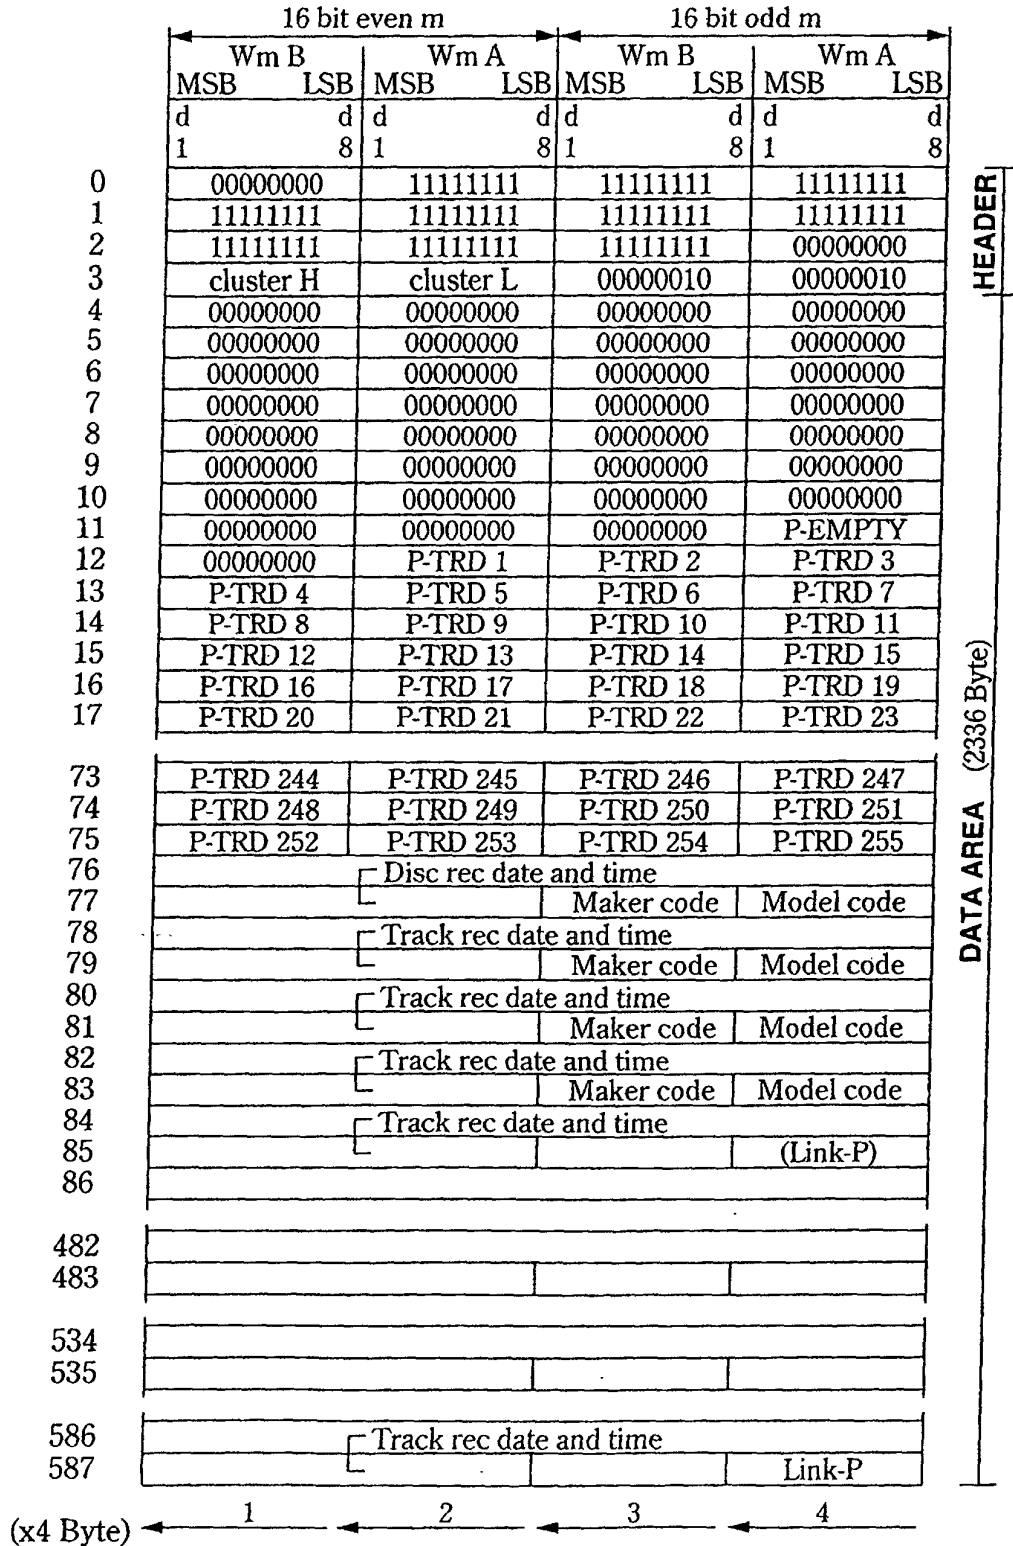 16 bit even m 16 bit odd m
Wm B Wm A Wm B Wm A
MSB LSB MSB LSB MSB LSB MSB LSB
d d d d d d d d
1 8 1 8 1 8 1 8
0 00000000 11111111 11111111 11111111
1 11111111 11111111 11111111 11111111
2 11111111 11111111 11111111 00000000
3 cluster H cluster L 00000010 00000010
HEADER
4 00000000 00000000 00000000 00000000
5 00000000 00000000 00000000 00000000
6 00000000 00000000 00000000 00000000
7 00000000 00000000 00000000 00000000
8 00000000 00000000 00000000 00000000
9 00000000 00000000 00000000 00000000
10 00000000 00000000 00000000 00000000
11 00000000 00000000 00000000 P-EMPTY
12 00000000 P-TRD 1 P-TRD 2 P-TRD 3
13 P-TRD 4 P-TRD 5 P-TRD 6 P-TRD 7
14 P-TRD 8 P-TRD 9 P-TRD 10 P-TRD 11
15 P-TRD 12 P-TRD 13 P-TRD 14 P-TRD 15
16 P-TRD 16 P-TRD 17 P-TRD 18 P-TRD 19
17 P-TRD 20 P-TRD 21 P-TRD 22 P-TRD 23
73 P-TRD 244 P-TRD 245 P-TRD 246 P-TRD 247
74 P-TRD 248 P-TRD 249 P-TRD 250 P-TRD 251
75 P-TRD 252 P-TRD 253 P-TRD 254 P-TRD 255
76 Disc rec date and time
77 Maker code Model code
78 Track rec date and time
79 Maker code Model code
80 Track rec date and time
81 Maker code Model code
82 Track rec date and time
83 Maker code Model code
84 Track rec date and time
85 (Link-P)
86
482
483
534
535
586 Track rec date and time
587 Link-P
DATA AREA (2336 Byte)
(x4 Byte) 1 2 3 4